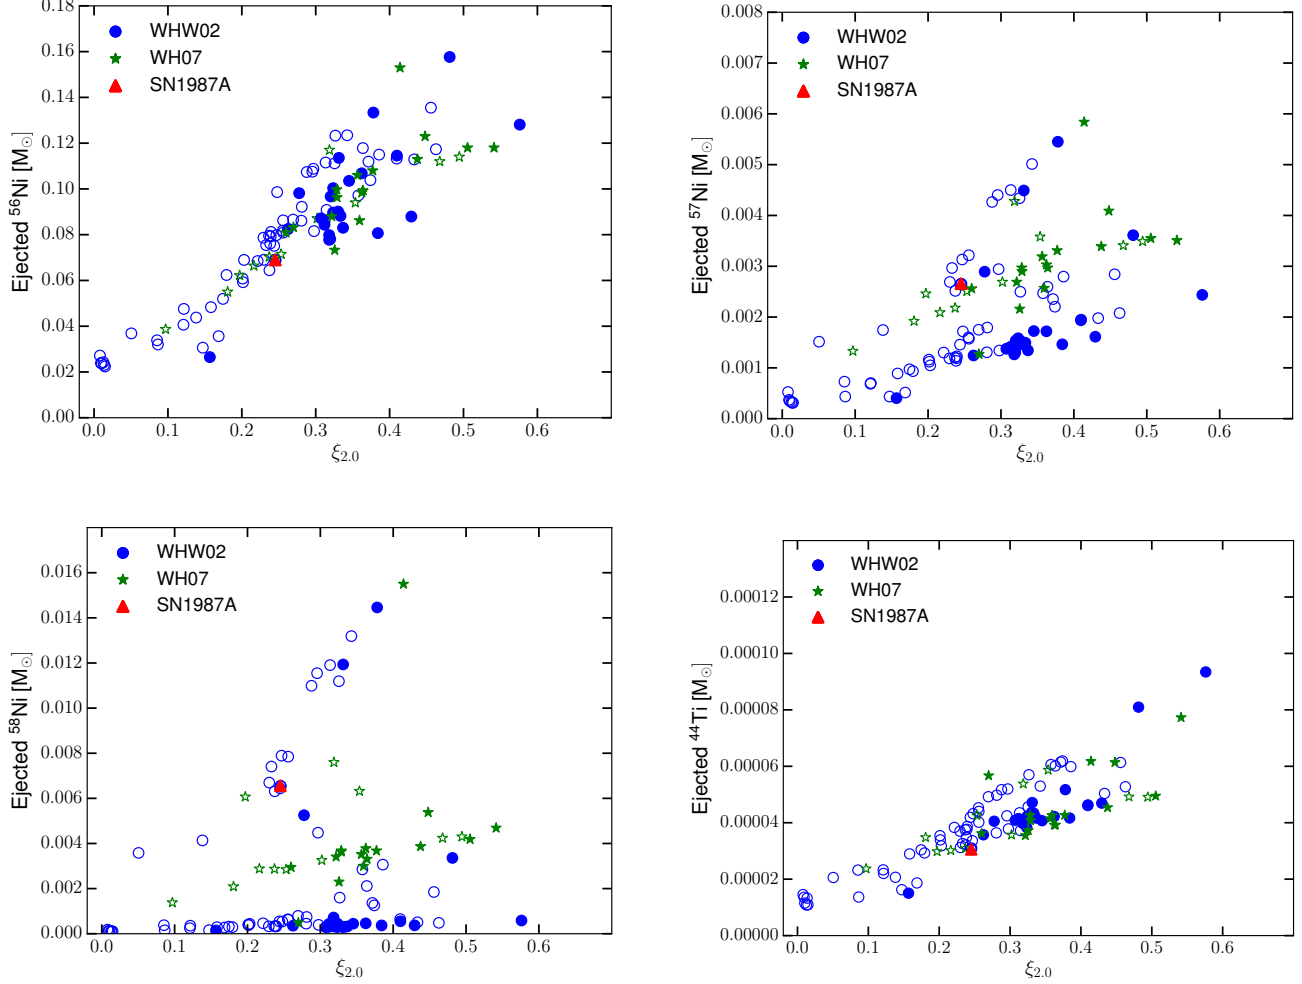 0.18
0.16
0.14
0.12
0.10
0.08
0.06
0.04
0.02
0.00
Ejected ⁵⁶Ni [M☉]
WHW02
WH07
SN1987A
0.0 0.1 0.2 0.3 0.4 0.5 0.6
ξ₂.₀
0.008
0.007
0.006
0.005
0.004
0.003
0.002
0.001
0.000
Ejected ⁵⁷Ni [M☉]
WHW02
WH07
SN1987A
0.0 0.1 0.2 0.3 0.4 0.5 0.6
ξ₂.₀
0.016
0.014
0.012
0.010
0.008
0.006
0.004
0.002
0.000
Ejected ⁵⁸Ni [M☉]
WHW02
WH07
SN1987A
0.0 0.1 0.2 0.3 0.4 0.5 0.6
ξ₂.₀
0.00012
0.00010
0.00008
0.00006
0.00004
0.00002
0.00000
Ejected ⁴⁴Ti [M☉]
WHW02
WH07
SN1987A
0.0 0.1 0.2 0.3 0.4 0.5 0.6
ξ₂.₀